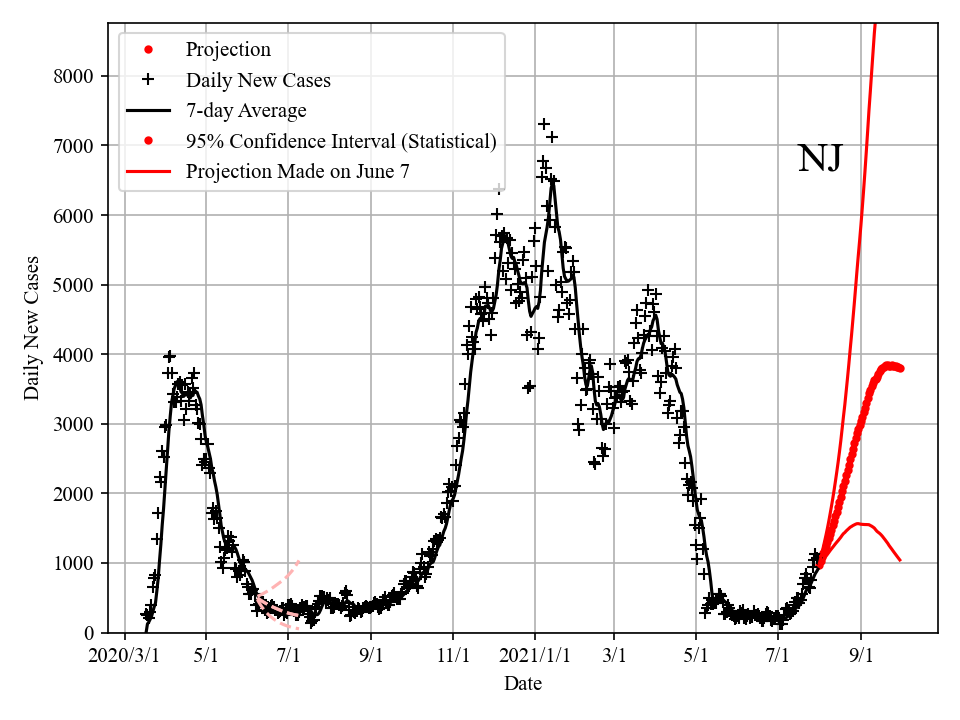 Projection
Daily New Cases
7-day Average
95% Confidence Interval (Statistical)
Projection Made on June 7
NJ
8000
7000
6000
5000
4000
3000
2000
1000
0
Daily New Cases
2020/3/1 5/1 7/1 9/1 11/1 2021/1/1 3/1 5/1 7/1 9/1
Date